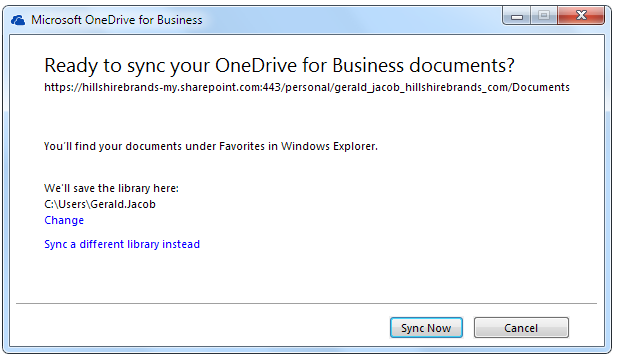 Microsoft OneDrive for Business
Ready to sync your OneDrive for Business documents?
https://hillshirebrands-my.sharepoint.com:443/personal/gerald_jacob_hillshirebrands_com/Documents
You'll find your documents under Favorites in Windows Explorer.
We'll save the library here:
C:\Users\Gerald.Jacob
Change
Sync a different library instead
Sync Now
Cancel